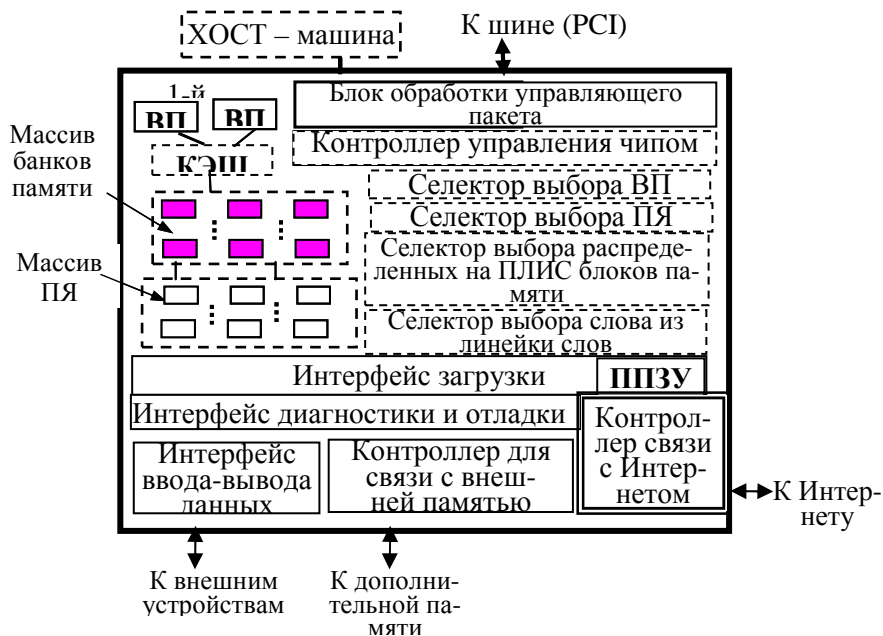 ХОСТ – машина
К шине (PCI)
1-й
ВП
ВП
КЭШ
Массив
банков
памяти
Массив
ПЯ
Блок обработки управляющего
пакета
Контроллер управления чипом
Селектор выбора ВП
Селектор выбора ПЯ
Селектор выбора распреде-
ленных на ПЛИС блоков па-
мяти
Селектор выбора слова из
линейки слов
Интерфейс загрузки
ППЗУ
Интерфейс диагностики и отладки
Интерфейс
ввода-вывода
данных
Контроллер для
связи с внеш-
ней памятью
Контрол-
лер связи
с Интер-
нетом
К Интер-
нету
К внешним
устройствам
К дополни-
тельной па-
мяти